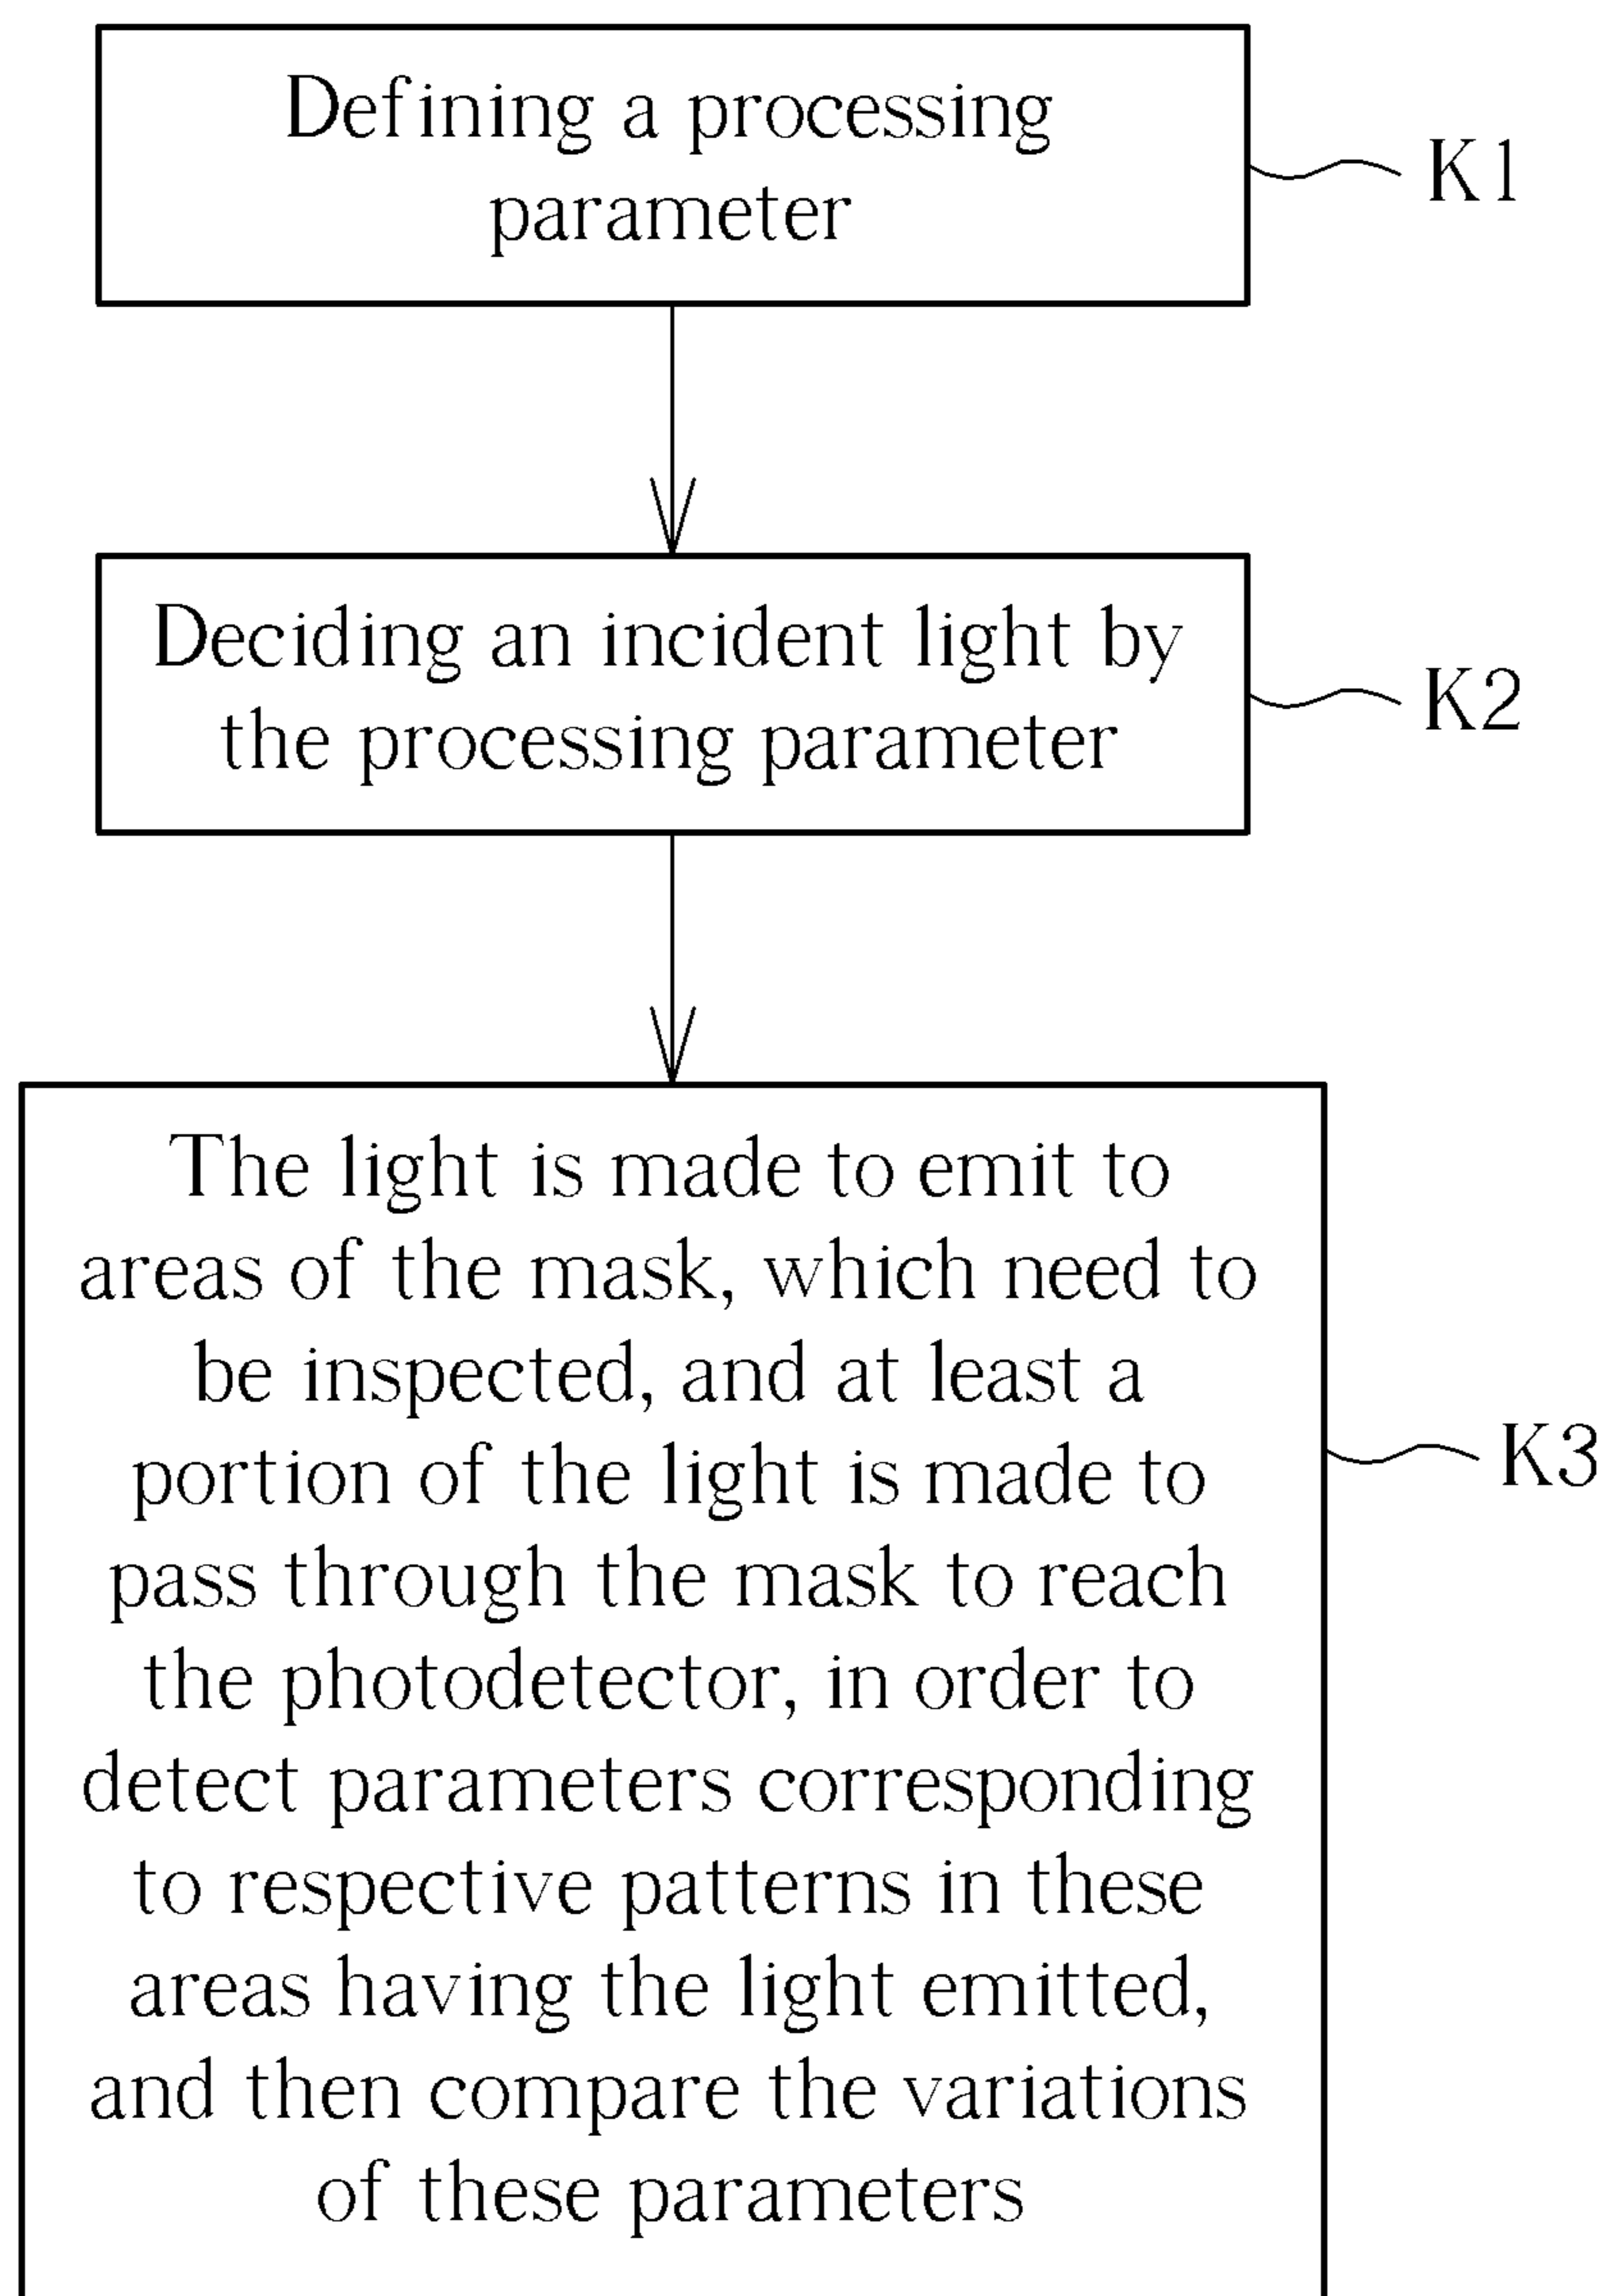 Defining a processing
parameter
K1
Deciding an incident light by
the processing parameter
K2
The light is made to emit to
areas of the mask, which need to
be inspected, and at least a
portion of the light is made to
pass through the mask to reach
the photodetector, in order to
detect parameters corresponding
to respective patterns in these
areas having the light emitted,
and then compare the variations
of these parameters
K3